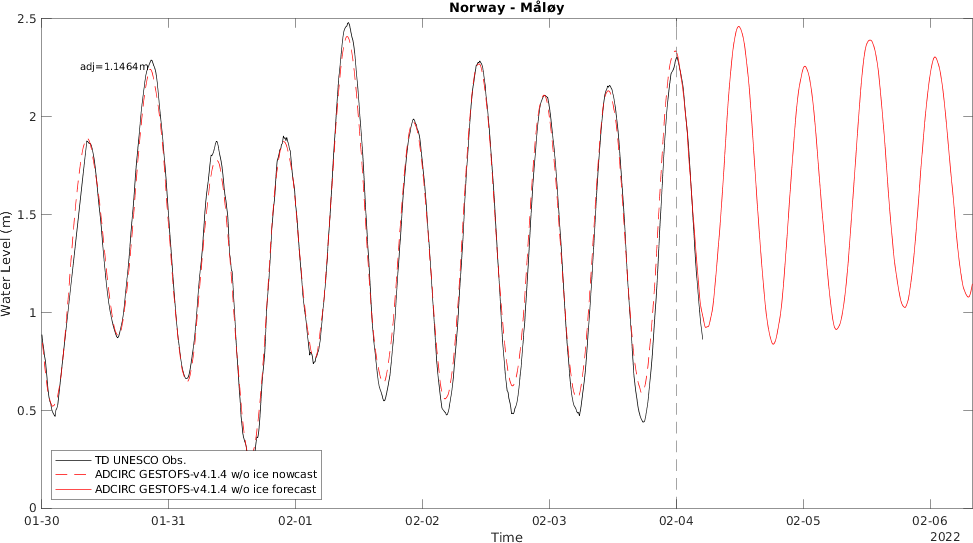 Norway - Måløy
2.5
adj=1.1464m
2
1.5
Water Level (m)
1
0.5
TD UNESCO Obs.
ADCIRC GESTOFS-v4.1.4 w/o ice nowcast
ADCIRC GESTOFS-v4.1.4 w/o ice forecast
0
01-30 01-31 02-01 02-02 02-03 02-04 02-05 02-06
Time 2022